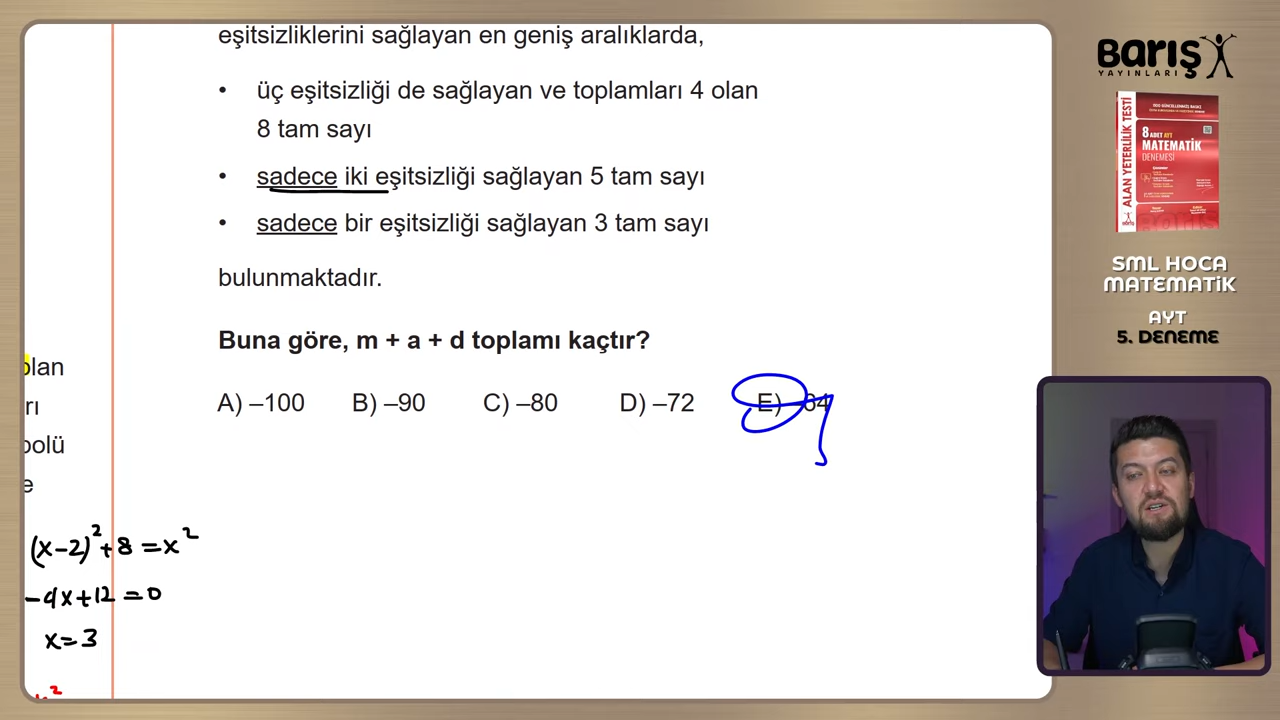 eşitsizliklerini sağlayan en geniş aralıklarda,
• üç eşitsizliği de sağlayan ve toplamları 4 olan
8 tam sayı
• sadece iki eşitsizliği sağlayan 5 tam sayı
• sadece bir eşitsizliği sağlayan 3 tam sayı
bulunmaktadır.
Buna göre, m + a + d toplamı kaçtır?
A) –100 B) –90 C) –80 D) –72 E) –64
olan
rı
bolü
e
(x-2)²+8=x²
-4x+12=0
x=3
BARIŞ
YAYINLARI
ALAN YETERLİLİK TESTİ
8 ADET AYT
MATEMATİK
DENEMESİ
BARIŞ
SML HOCA
MATEMATİK
AYT
5. DENEME